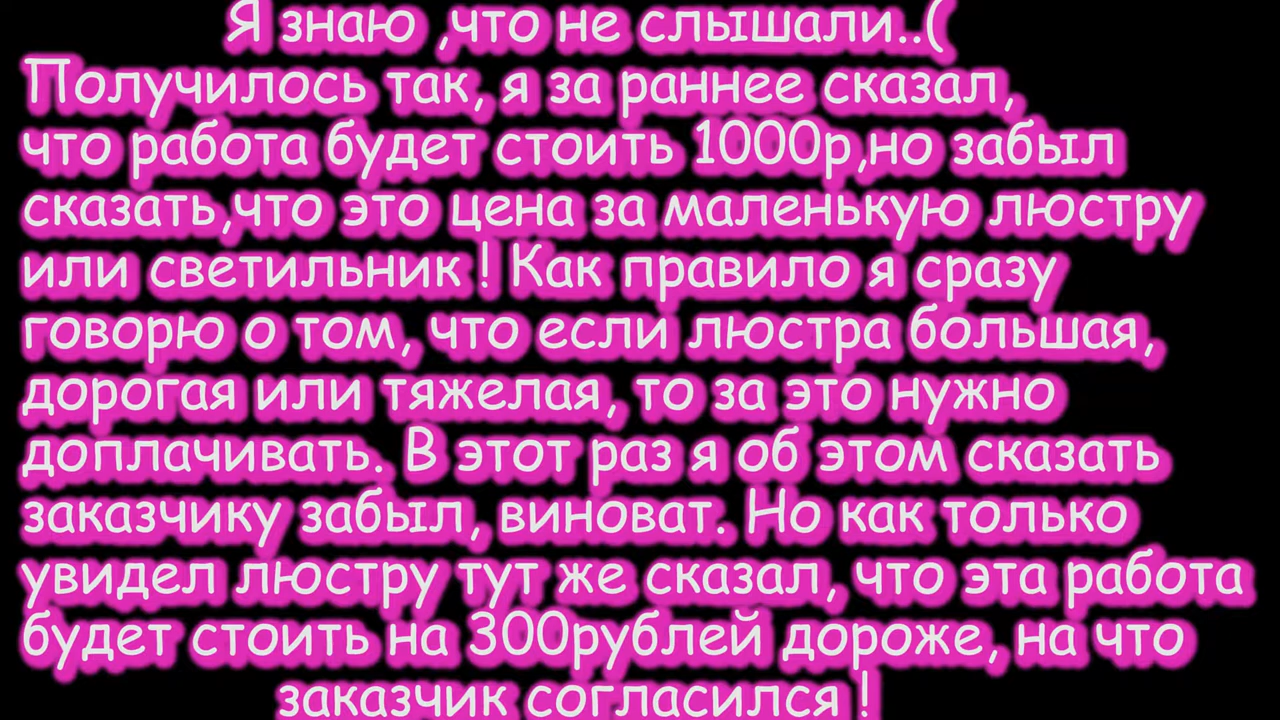 Я знаю ,что не слышали..(
Получилось так, я за раннее сказал,
что работа будет стоить 1000р,но забыл
сказать,что это цена за маленькую люстру
или светильник ! Как правило я сразу
говорю о том, что если люстра большая,
дорогая или тяжелая, то за это нужно
доплачивать. В этот раз я об этом сказать
заказчику забыл, виноват. Но как только
увидел люстру тут же сказал, что эта работа
будет стоить на 300рублей дороже, на что
заказчик согласился !